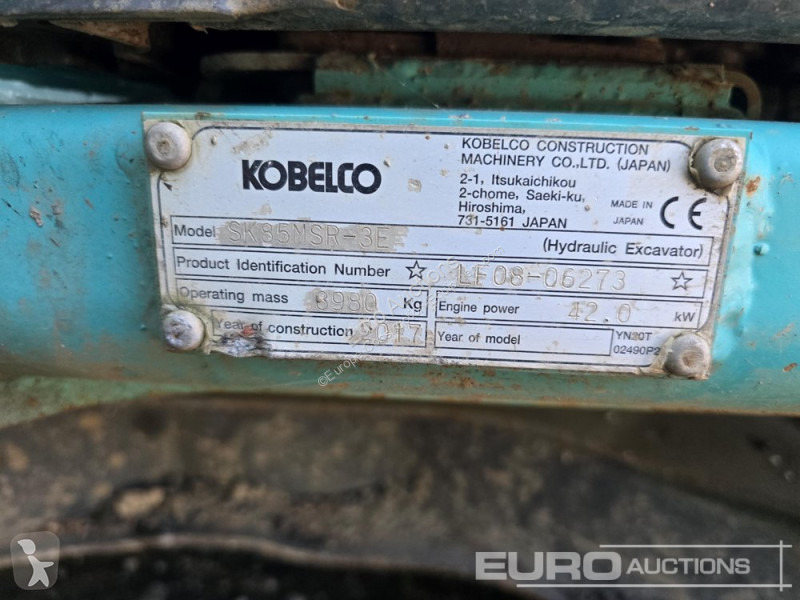 KOBELCO
KOBELCO CONSTRUCTION
MACHINERY CO.,LTD. (JAPAN)
2-1, Itsukaichikou
2-chome, Saeki-ku,
Hiroshima,
731-5161 JAPAN
MADE IN
JAPAN
CE
Model SK85MSR-3E (Hydraulic Excavator)
Product Identification Number ☆ LF08-06273 ☆
Operating mass 8980 Kg
Engine power 42.0 kW
Year of construction 2017
Year of model
YN20T
02490P2
EURO AUCTIONS